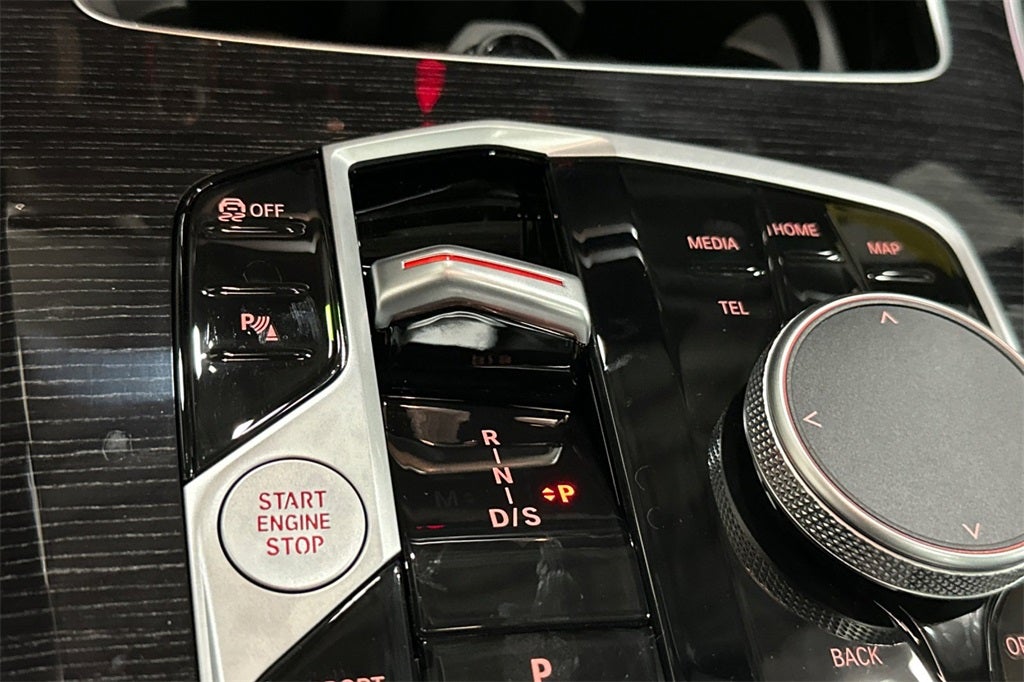 OFF
P
START
ENGINE
STOP
R
N
D/S
P
P
MEDIA
HOME
MAP
TEL
BACK